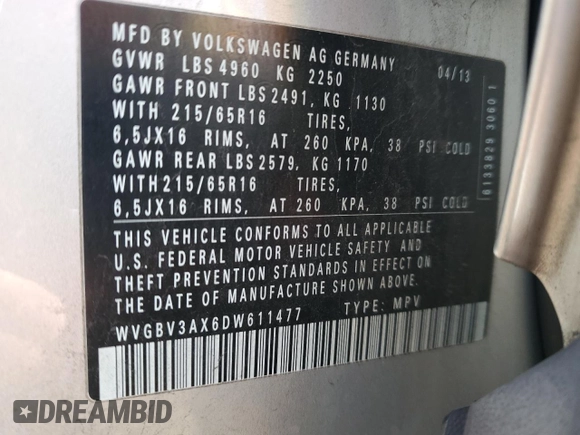 MFD BY VOLKSWAGEN AG GERMANY
GVWR LBS 4960 KG 2250 04/13
GAWR FRONT LBS 2491, KG 1130
WITH 215/65R16 TIRES,
6,5JX16 RIMS, AT 260 KPA, 38 PSI COLD
GAWR REAR LBS 2579, KG 1170
WITH 215/65R16 TIRES,
6,5JX16 RIMS, AT 260 KPA, 38 PSI COLD
THIS VEHICLE CONFORMS TO ALL APPLICABLE
U.S. FEDERAL MOTOR VEHICLE SAFETY AND
THEFT PREVENTION STANDARDS IN EFFECT ON
THE DATE OF MANUFACTURE SHOWN ABOVE.
WVGBV3AX6DW611477 TYPE: MPV
6133829 3060 1
DREAMBID